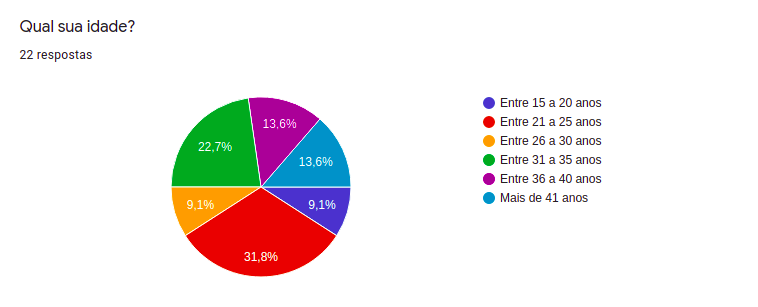 Qual sua idade?
22 respostas
13,6%
22,7%
13,6%
9,1%
9,1%
31,8%
Entre 15 a 20 anos
Entre 21 a 25 anos
Entre 26 a 30 anos
Entre 31 a 35 anos
Entre 36 a 40 anos
Mais de 41 anos